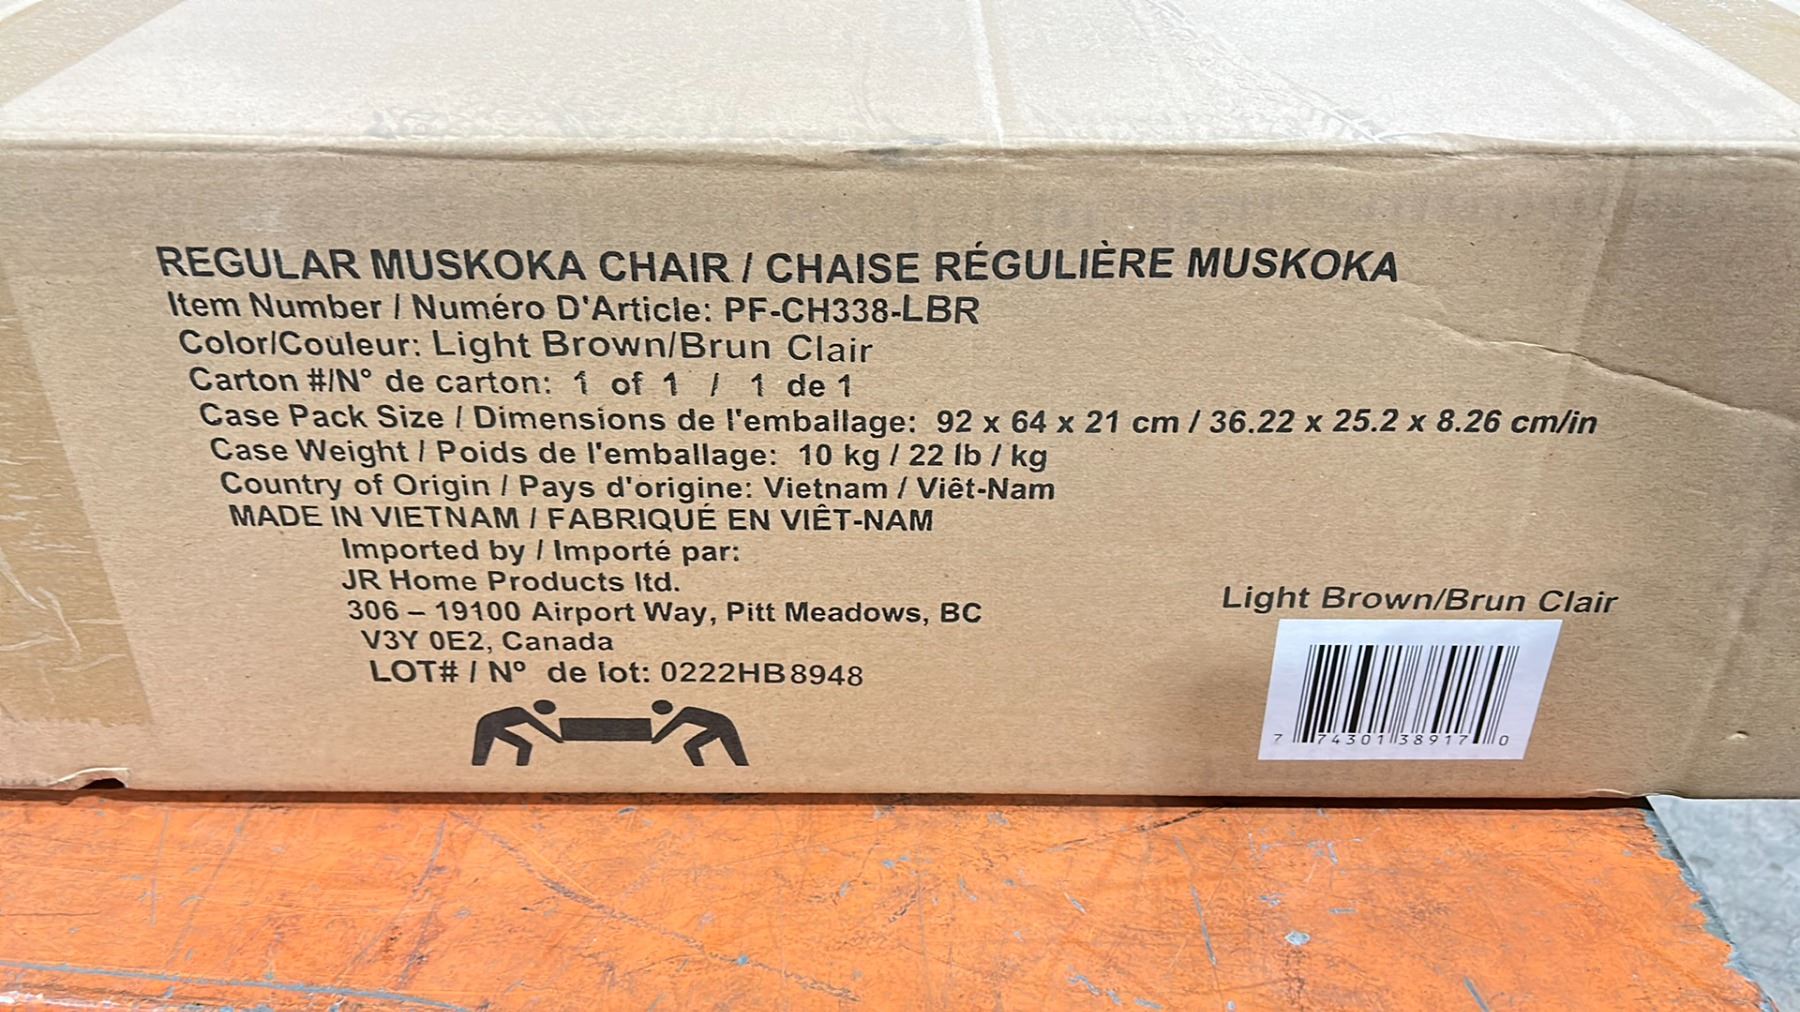 REGULAR MUSKOKA CHAIR / CHAISE RÉGULIÈRE MUSKOKA
Item Number / Numéro D'Article: PF-CH338-LBR
Color/Couleur: Light Brown/Brun Clair
Carton #/N° de carton: 1 of 1 / 1 de 1
Case Pack Size / Dimensions de l'emballage: 92 x 64 x 21 cm / 36.22 x 25.2 x 8.26 cm/in
Case Weight / Poids de l'emballage: 10 kg / 22 lb / kg
Country of Origin / Pays d'origine: Vietnam / Viêt-Nam
MADE IN VIETNAM / FABRIQUÉ EN VIÊT-NAM
Imported by / Importé par:
JR Home Products ltd.
306 – 19100 Airport Way, Pitt Meadows, BC
V3Y 0E2, Canada
LOT# / Nº de lot: 0222HB8948
Light Brown/Brun Clair
7 74301 38917 0